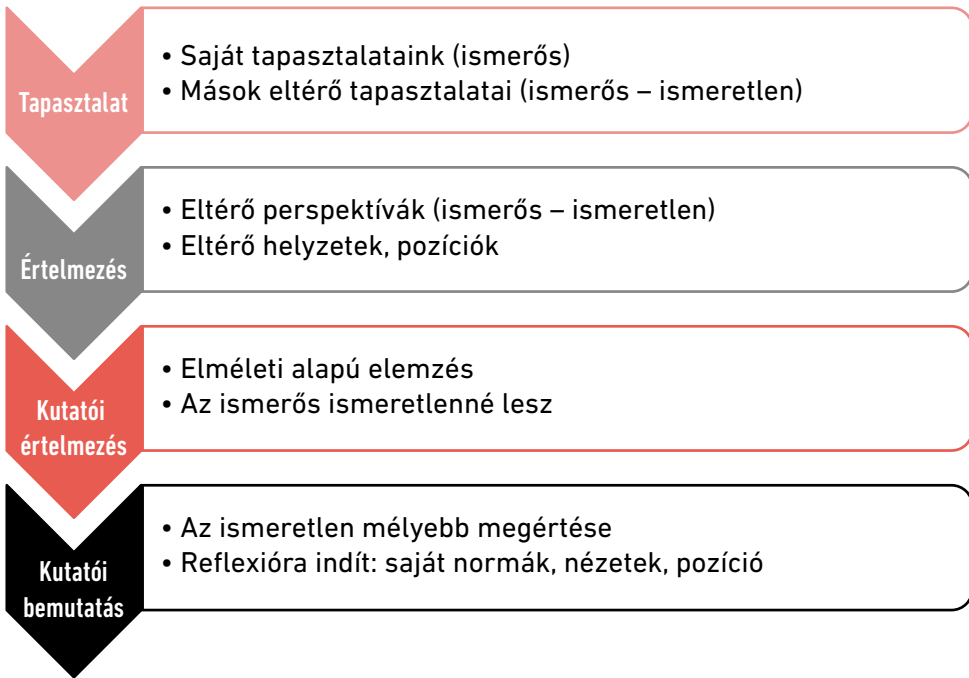 Tapasztalat
• Saját tapasztalataink (ismerős)
• Mások eltérő tapasztalatai (ismerős – ismeretlen)
Értelmezés
• Eltérő perspektívák (ismerős – ismeretlen)
• Eltérő helyzetek, pozíciók
Kutatói
értelmezés
• Elméleti alapú elemzés
• Az ismerős ismeretlenné lesz
Kutatói
bemutatás
• Az ismeretlen mélyebb megértése
• Reflexióra indít: saját normák, nézetek, pozíció